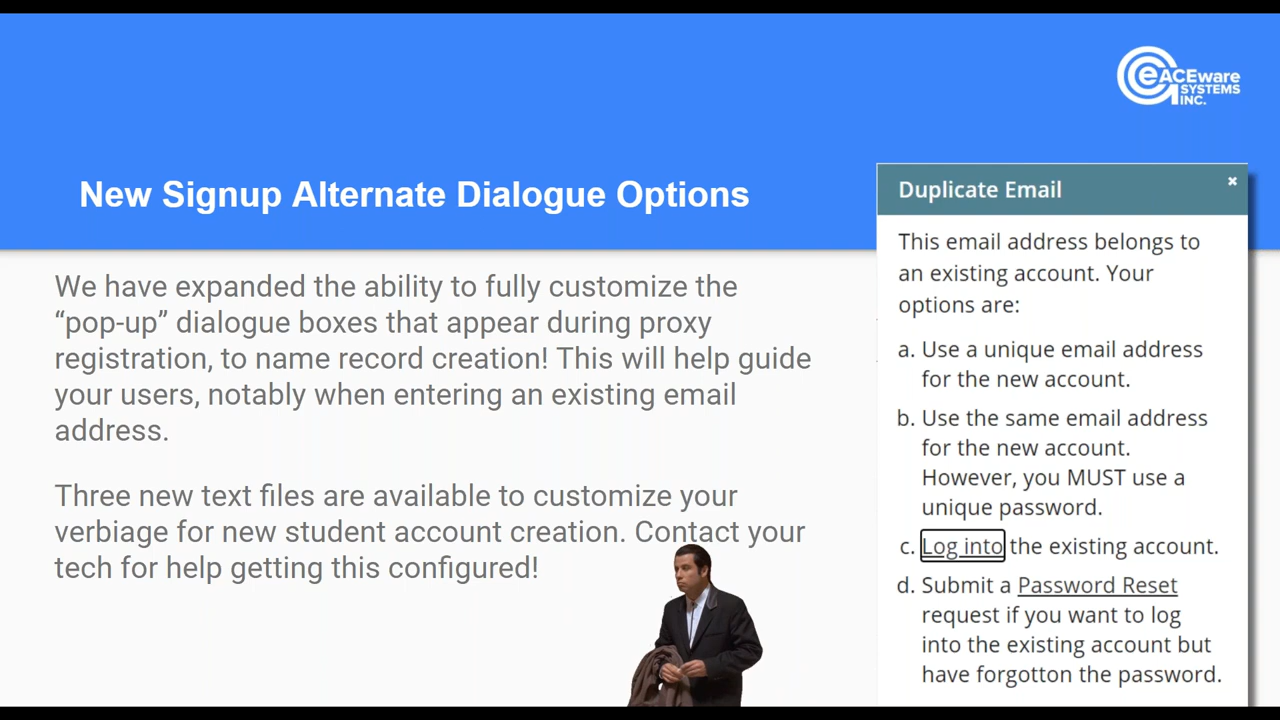 eACEware
SYSTEMS
INC.
New Signup Alternate Dialogue Options
We have expanded the ability to fully customize the
“pop-up” dialogue boxes that appear during proxy
registration, to name record creation! This will help guide
your users, notably when entering an existing email
address.
Three new text files are available to customize your
verbiage for new student account creation. Contact your
tech for help getting this configured!
Duplicate Email ×
This email address belongs to
an existing account. Your
options are:
a. Use a unique email address
for the new account.
b. Use the same email address
for the new account.
However, you MUST use a
unique password.
c. Log into the existing account.
d. Submit a Password Reset
request if you want to log
into the existing account but
have forgotton the password.